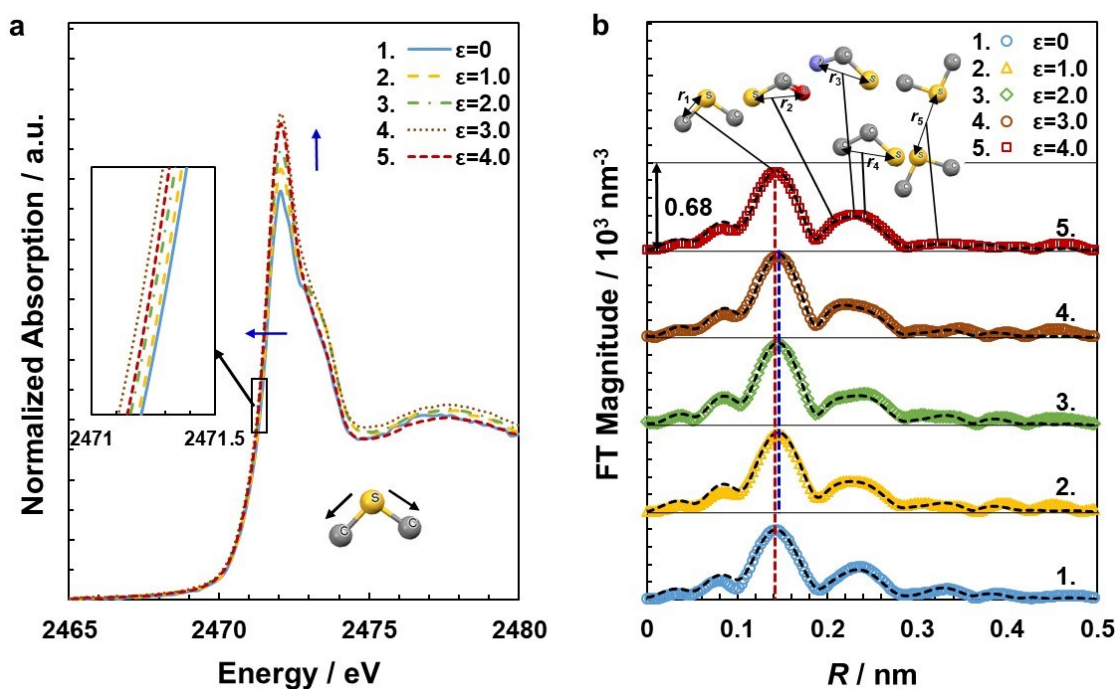 a
1. ε=0
2. ε=1.0
3. ε=2.0
4. ε=3.0
5. ε=4.0
Normalized Absorption / a.u.
2471 2471.5
S
C C
2465 2470 2475 2480
Energy / eV
b
1. ε=0
2. ε=1.0
3. ε=2.0
4. ε=3.0
5. ε=4.0
r1
r2
r3
r4
r5
S
S
S
S
S
S
0.68
FT Magnitude / 10³ nm⁻³
5.
4.
3.
2.
1.
0 0.1 0.2 0.3 0.4 0.5
R / nm